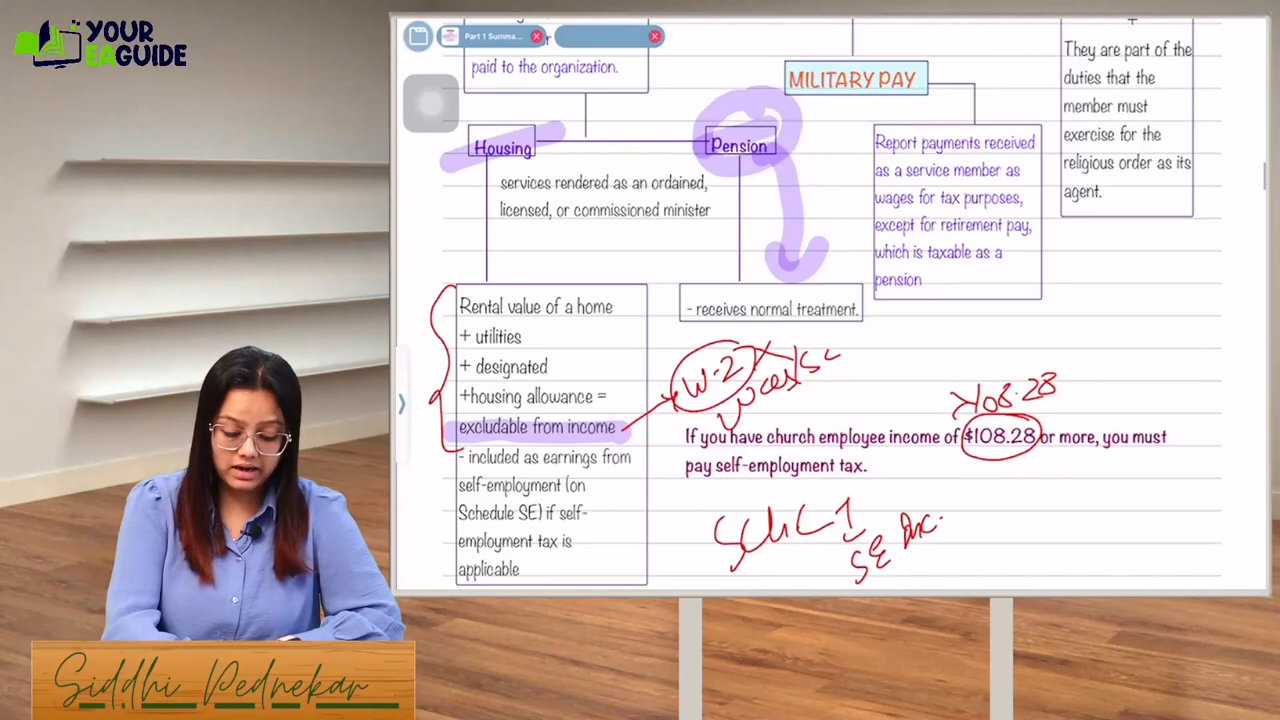 YOUR
EAGUIDE
Part 1 Summa...
paid to the organization.
MILITARY PAY
They are part of the
duties that the
member must
exercise for the
religious order as its
agent.
Housing
Pension
services rendered as an ordained,
licensed, or commissioned minister
Report payments received
as a service member as
wages for tax purposes,
except for retirement pay,
which is taxable as a
pension
Rental value of a home
+ utilities
+ designated
+housing allowance =
excludable from income
- included as earnings from
self-employment (on
Schedule SE) if self-
employment tax is
applicable
- receives normal treatment.
W-2
108.28
If you have church employee income of $108.28 or more, you must
pay self-employment tax.
SE Inc.
Siddhi Pednekar